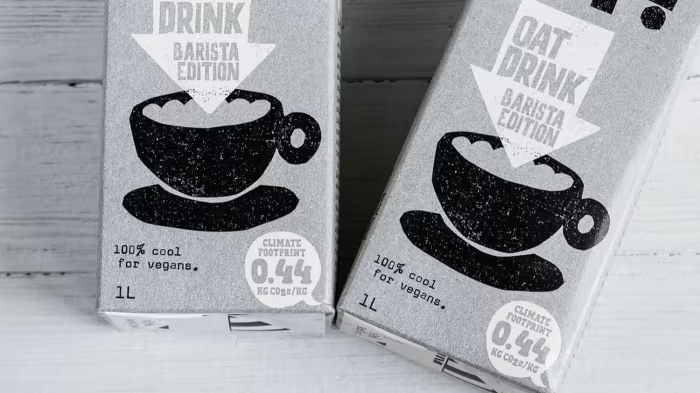 DRINK
BARISTA
EDITION
100% cool
for vegans.
1L
CLIMATE
FOOTPRINT
0.44
KG CO2e/KG
OAT
DRINK
BARISTA
EDITION
100% cool
for vegans.
1L
CLIMATE
FOOTPRINT
0.44
KG CO2e/KG